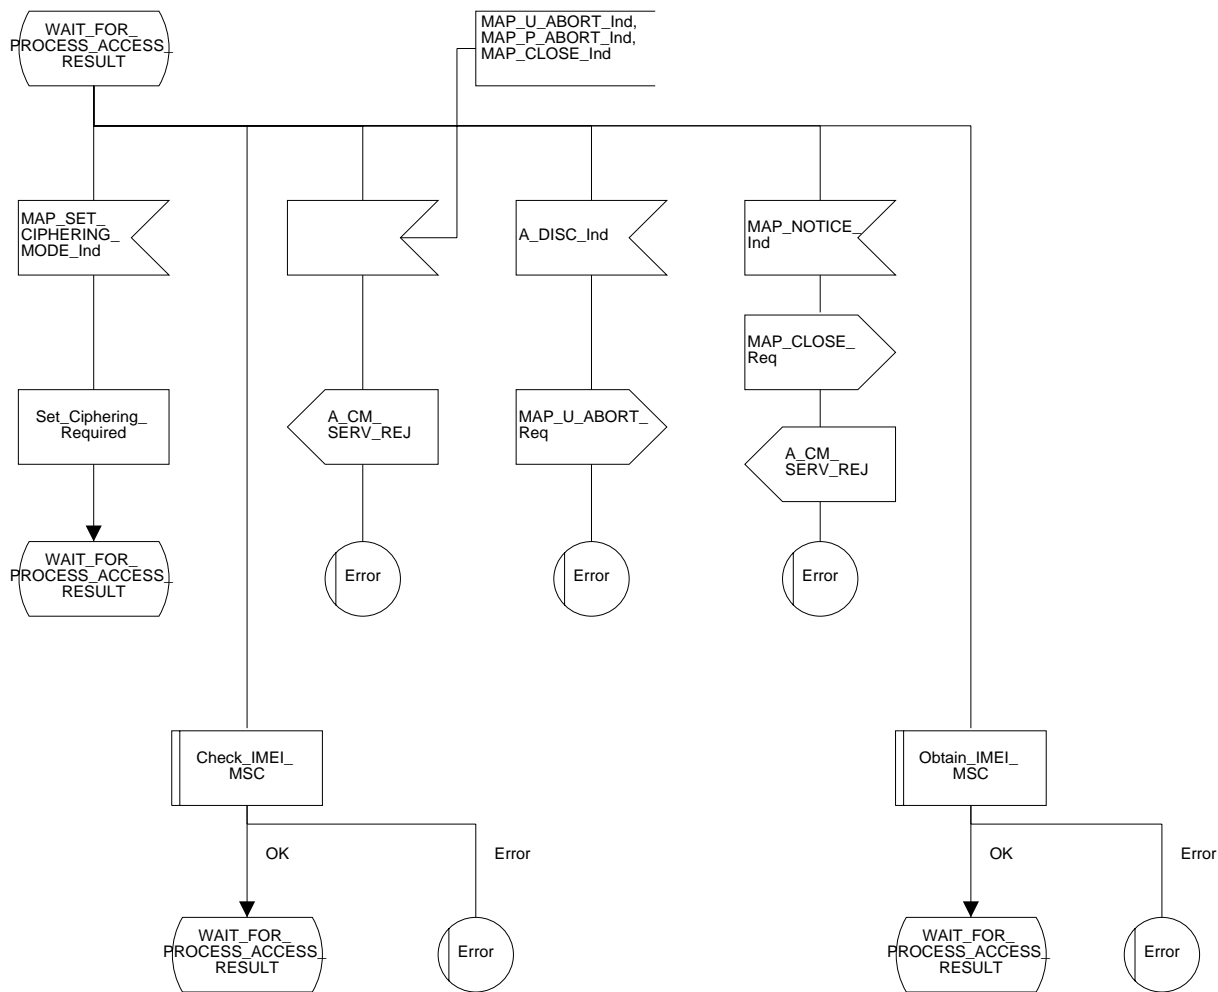 WAIT_FOR_
PROCESS_ACCESS_
RESULT
MAP_U_ABORT_Ind,
MAP_P_ABORT_Ind,
MAP_CLOSE_Ind
MAP_SET_
CIPHERING_
MODE_Ind
A_DISC_Ind
MAP_NOTICE_
Ind
MAP_CLOSE_
Req
Set_Ciphering_
Required
A_CM_
SERV_REJ
MAP_U_ABORT_
Req
A_CM_
SERV_REJ
WAIT_FOR_
PROCESS_ACCESS_
RESULT
Error
Error
Error
Check_IMEI_
MSC
Obtain_IMEI_
MSC
OK
Error
OK
Error
WAIT_FOR_
PROCESS_ACCESS_
RESULT
Error
WAIT_FOR_
PROCESS_ACCESS_
RESULT
Error